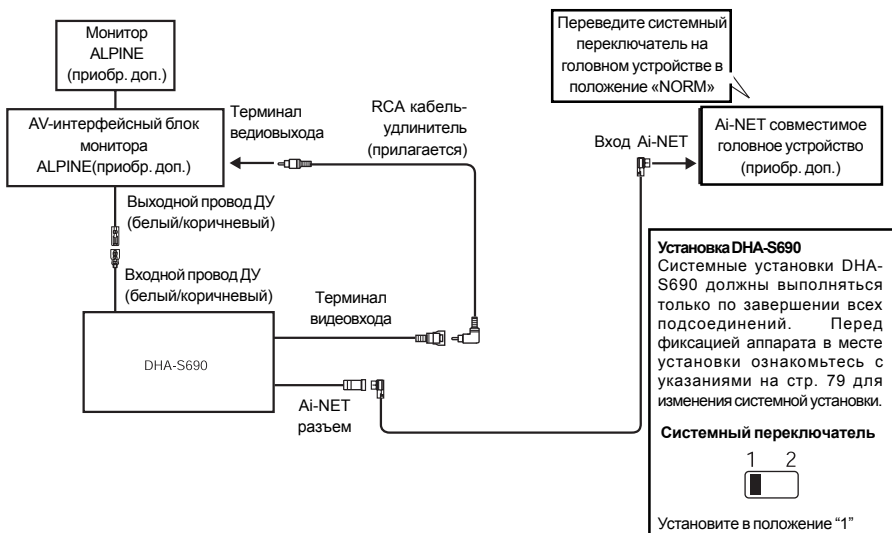 Монитор
ALPINE
(приобр. доп.)
AV-интерфейсный блок
монитора
ALPINE(приобр. доп.)
Терминал
ведиовыхода
RCA кабель-
удлинитель
(прилагается)
Переведите системный
переключатель на
головном устройстве в
положение «NORM»
Вход Ai-NET
Ai-NET совместимое
головное устройство
(приобр. доп.)
Выходной провод ДУ
(белый/коричневый)
Входной провод ДУ
(белый/коричневый)
Терминал
видеовхода
DHA-S690
Ai-NET
разъем
Установка DHA-S690
Системные установки DHA-
S690 должны выполняться
только по завершении всех
подсоединений. Перед
фиксацией аппарата в месте
установки ознакомьтесь с
указаниями на стр. 79 для
изменения системной установки.
Системный переключатель
1 2
Установите в положение “1”